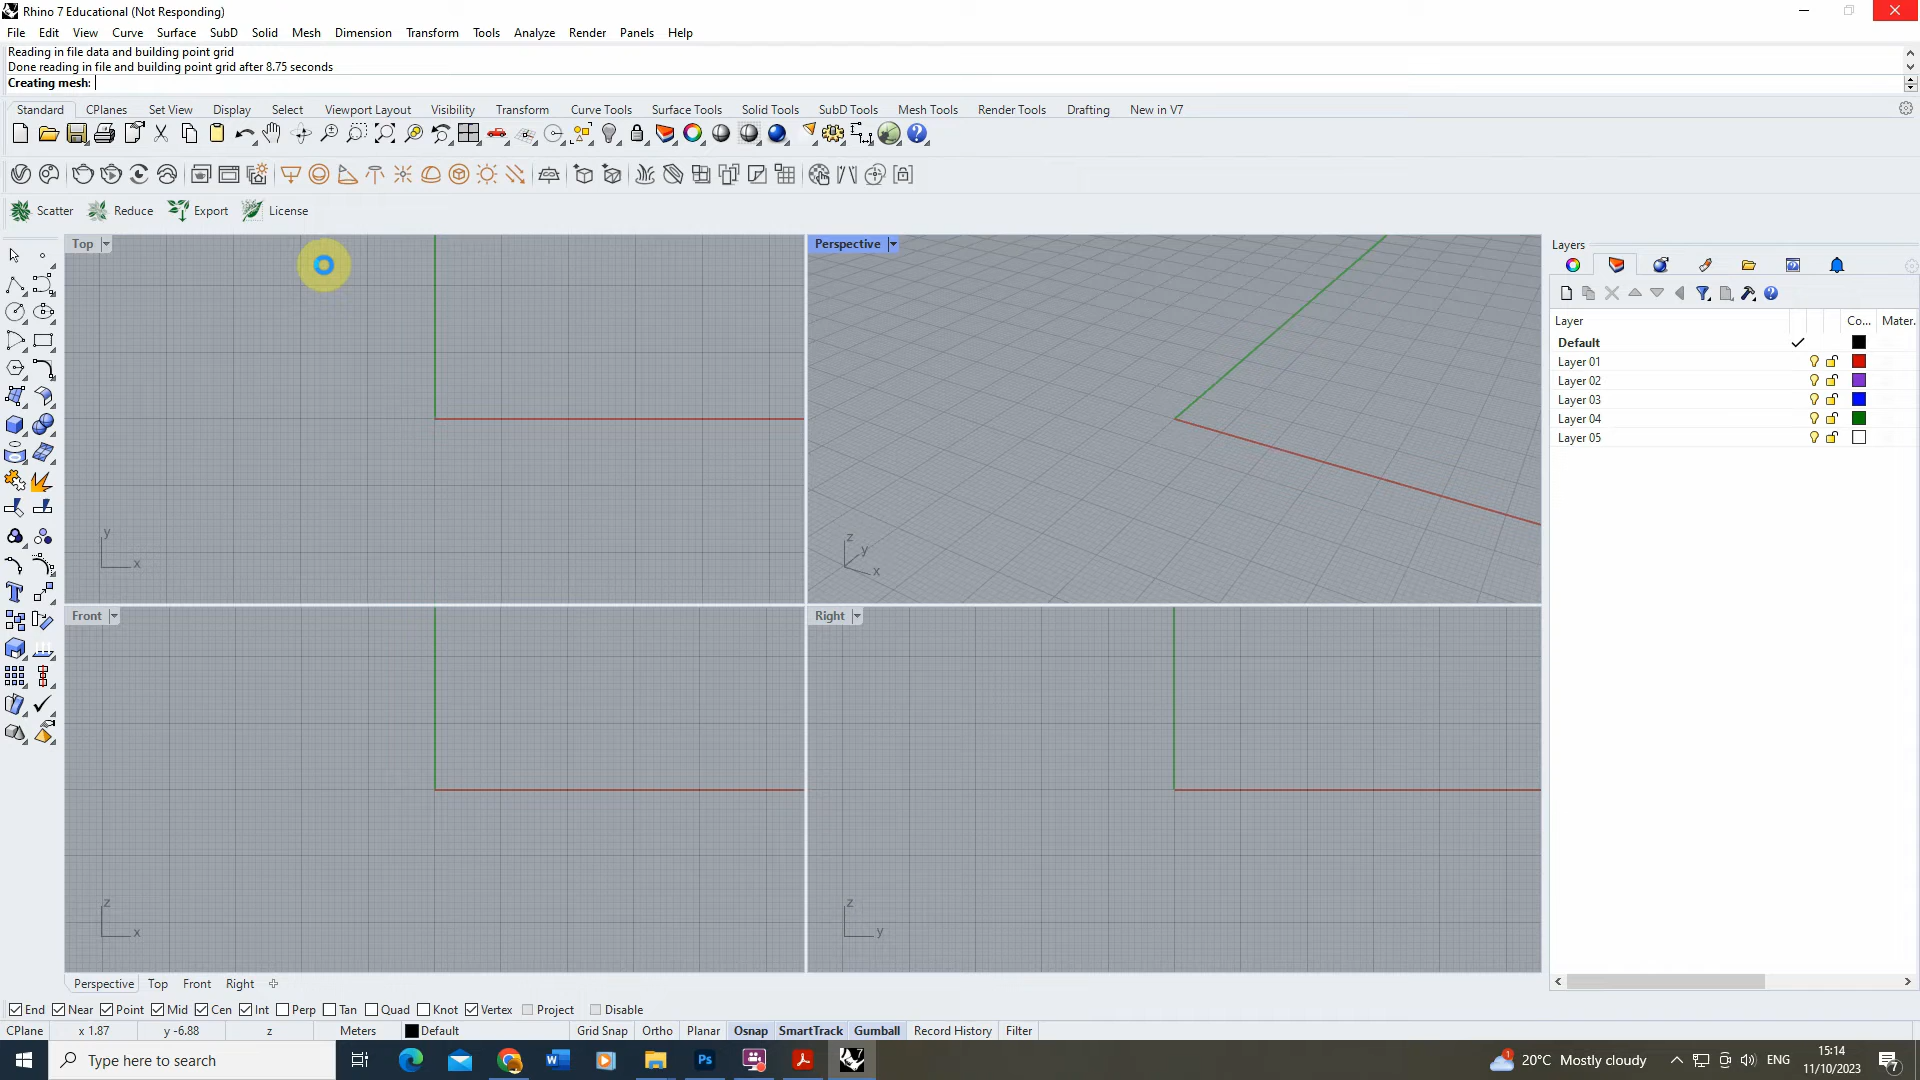 Rhino 7 Educational (Not Responding)
File Edit View Curve Surface SubD Solid Mesh Dimension Transform Tools Analyze Render Panels Help
Reading in file data and building point grid
Done reading in file and building point grid after 8.75 seconds
Creating mesh:
Standard CPlanes Set View Display Select Viewport Layout Visibility Transform Curve Tools Surface Tools Solid Tools SubD Tools Mesh Tools Render Tools Drafting New in V7
Scatter Reduce Export License
Top
Perspective
Layers
Layer Co... Mater.
Default
Layer 01
Layer 02
Layer 03
Layer 04
Layer 05
y
x
z
y
x
Front
Right
z
x
z
y
Perspective Top Front Right
End Near Point Mid Cen Int Perp Tan Quad Knot Vertex Project Disable
CPlane x 1.87 y -6.88 z Meters Default Grid Snap Ortho Planar Osnap SmartTrack Gumball Record History Filter
Type here to search
Ps
W
1
20°C Mostly cloudy
ENG
15:14
11/10/2023
7